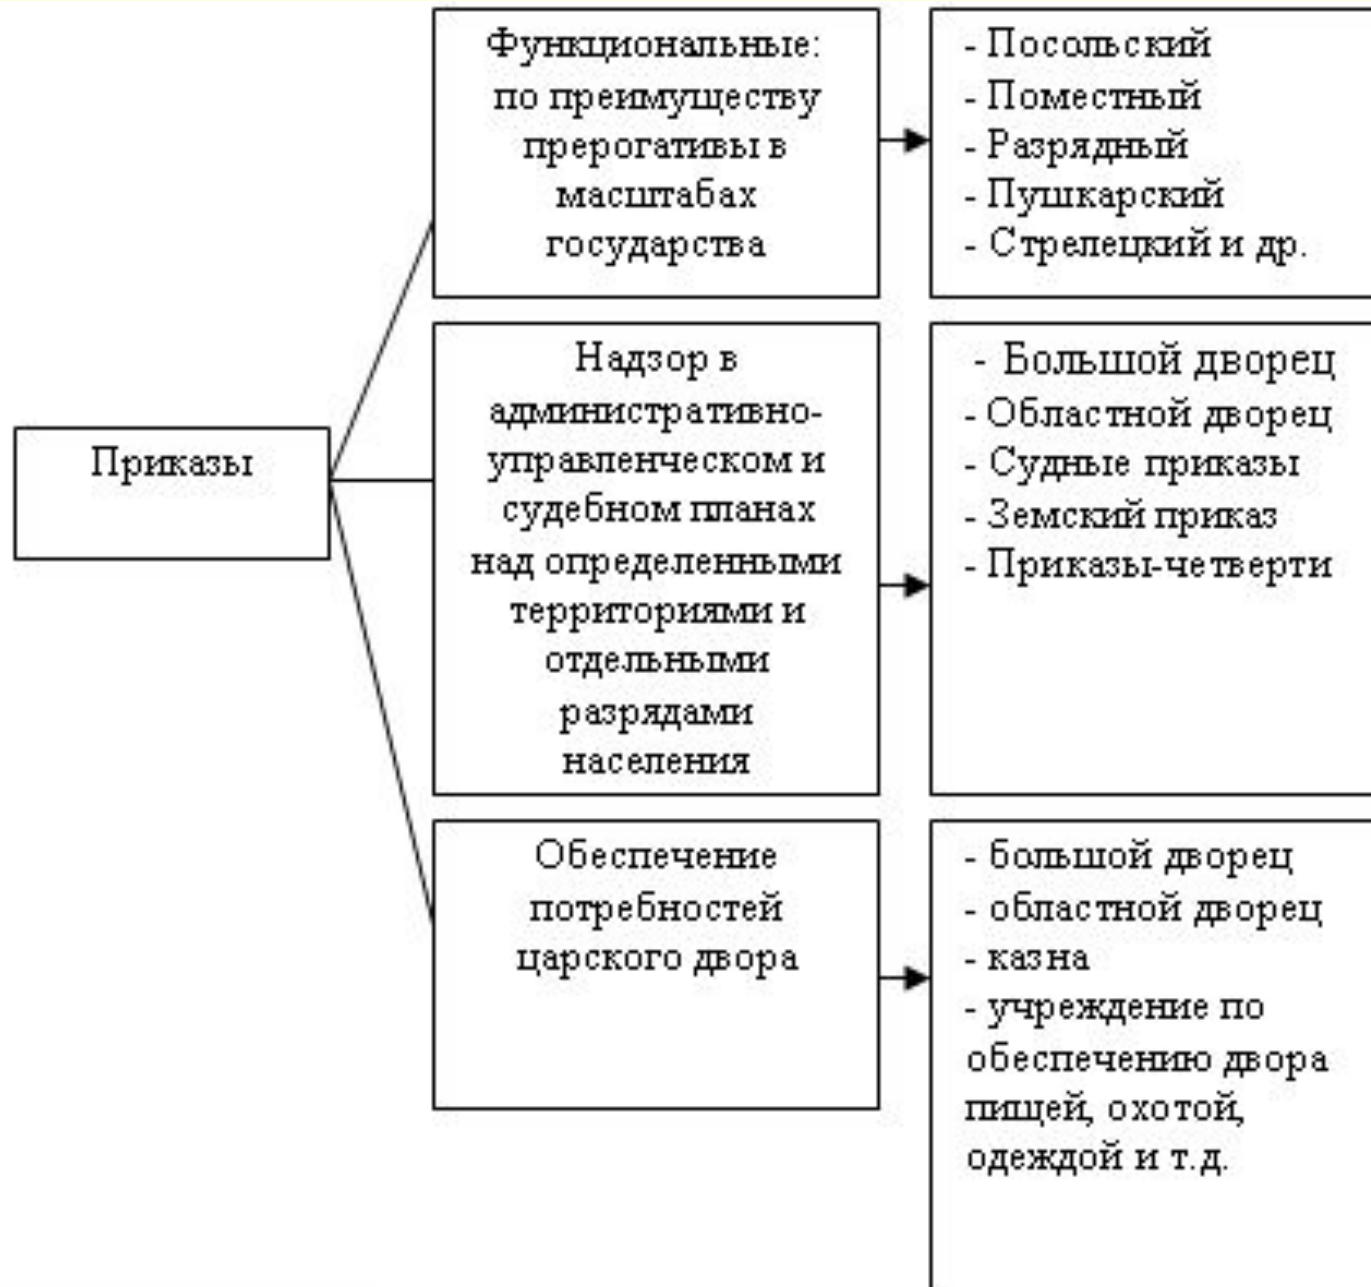 Приказы
Функциональные:
по преимуществу
прерогативы в
масштабах
государства
- Посольский
- Поместный
- Разрядный
- Пушкарский
- Стрелецкий и др.
Надзор в
административно-
управленческом и
судебном планах
над определенными
территориями и
отдельными
разрядами
населения
- Большой дворец
- Областной дворец
- Судные приказы
- Земский приказ
- Приказы-четверти
Обеспечение
потребностей
царского двора
- большой дворец
- областной дворец
- казна
- учреждение по
обеспечению двора
пищей, охотой,
одеждой и т.д.